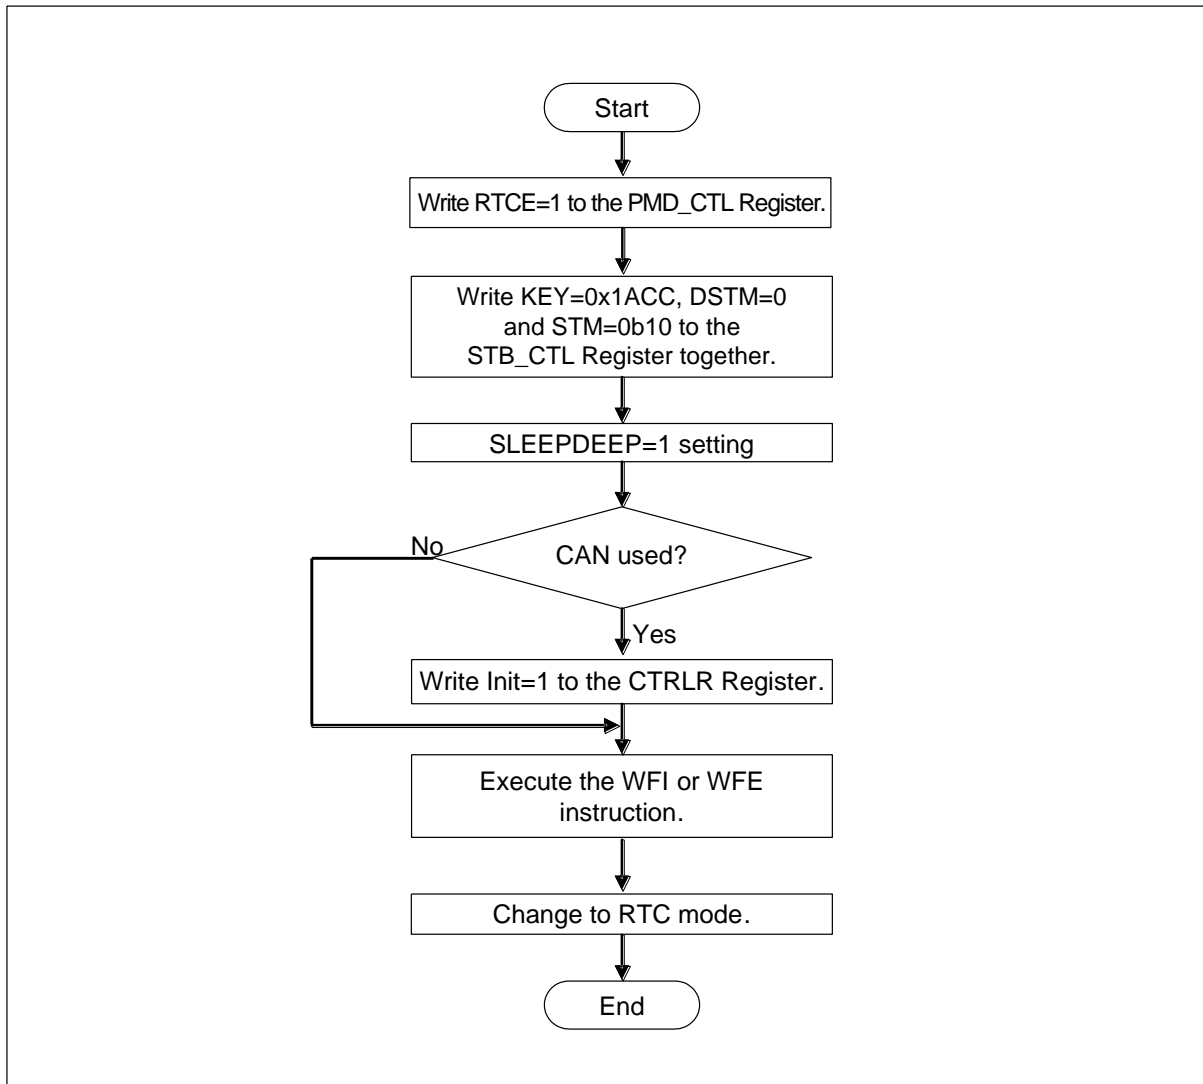 Start
Write RTCE=1 to the PMD_CTL Register.
Write KEY=0x1ACC, DSTM=0
and STM=0b10 to the
STB_CTL Register together.
SLEEPDEEP=1 setting
No
CAN used?
Yes
Write Init=1 to the CTRLR Register.
Execute the WFI or WFE
instruction.
Change to RTC mode.
End